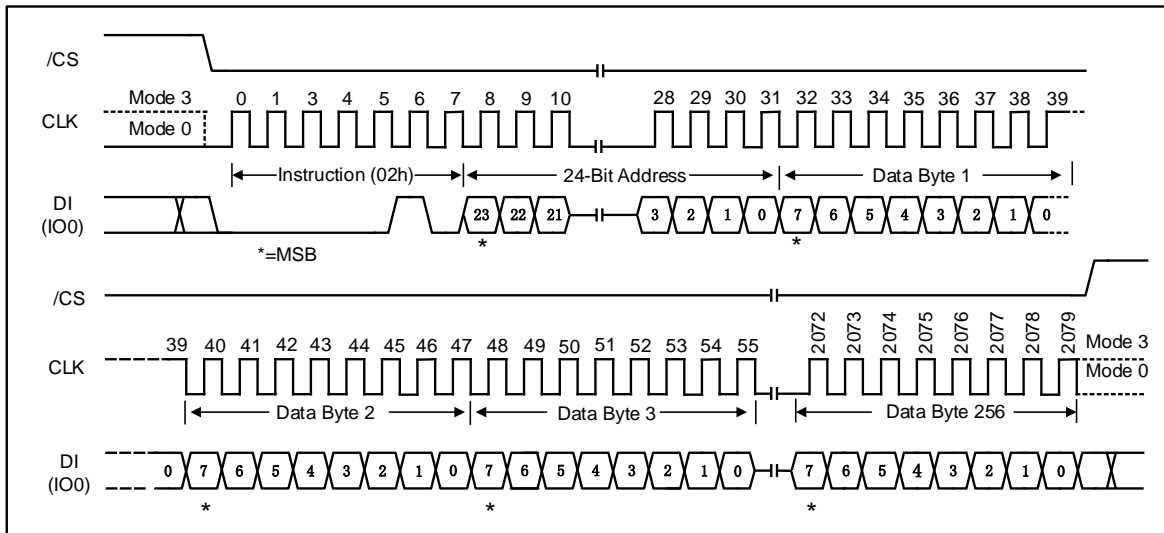 /CS
Mode 3
0 1 3 4 5 6 7 8 9 10 28 29 30 31 32 33 34 35 36 37 38 39
CLK
Mode 0
Instruction (02h) 24-Bit Address Data Byte 1
DI
(IO0)
23 22 21 3 2 1 0 7 6 5 4 3 2 1 0
* *
*=MSB
/CS
39 40 41 42 43 44 45 46 47 48 49 50 51 52 53 54 55 2072 2073 2074 2075 2076 2077 2078 2079
Mode 3
CLK
Mode 0
Data Byte 2 Data Byte 3 Data Byte 256
DI
(IO0)
0 7 6 5 4 3 2 1 0 7 6 5 4 3 2 1 0 7 6 5 4 3 2 1 0
* * *